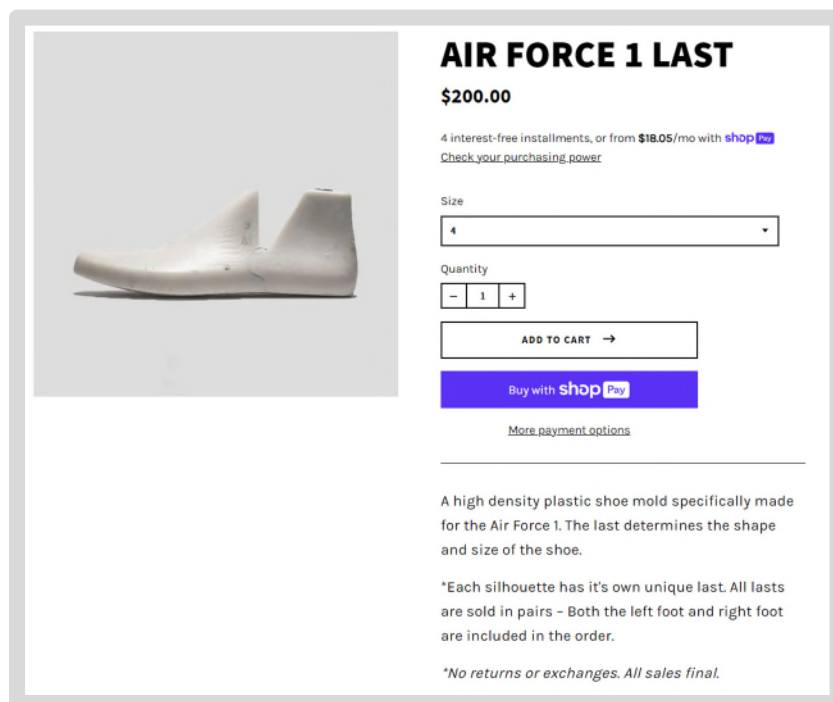 AIR FORCE 1 LAST
$200.00
4 interest-free installments, or from $18.05/mo with shop Pay
Check your purchasing power
Size
4
Quantity
− 1 +
ADD TO CART →
Buy with shop Pay
More payment options
A high density plastic shoe mold specifically made
for the Air Force 1. The last determines the shape
and size of the shoe.
*Each silhouette has it's own unique last. All lasts
are sold in pairs – Both the left foot and right foot
are included in the order.
*No returns or exchanges. All sales final.